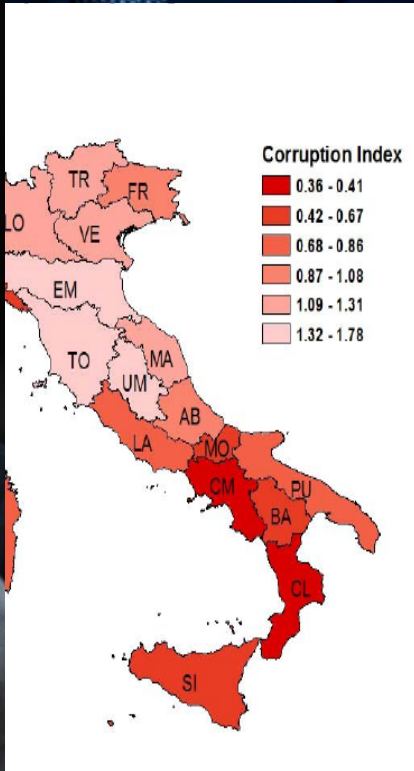 Corruption Index
0.36 - 0.41
0.42 - 0.67
0.68 - 0.86
0.87 - 1.08
1.09 - 1.31
1.32 - 1.78
TR
FR
LO
VE
EM
TO
MA
UM
AB
LA
MO
CM
PU
BA
CL
SI